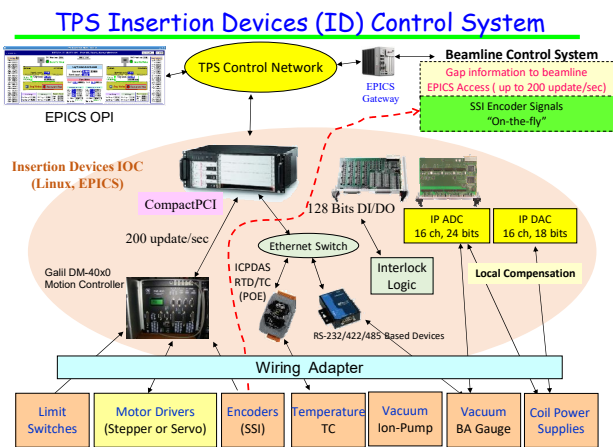 TPS Insertion Devices (ID) Control System
EPICS OPI
TPS Control Network
EPICS
Gateway
Beamline Control System
Gap information to beamline
EPICS Access ( up to 200 update/sec)
SSI Encoder Signals
“On-the-fly”
Insertion Devices IOC
(Linux, EPICS)
CompactPCI
128 Bits DI/DO
IP ADC
16 ch, 24 bits
IP DAC
16 ch, 18 bits
200 update/sec
Ethernet Switch
Interlock
Logic
Local Compensation
Galil DM-40x0
Motion Controller
ICPDAS
RTD/TC
(POE)
RS-232/422/485 Based Devices
Wiring Adapter
Limit
Switches
Motor Drivers
(Stepper or Servo)
Encoders
(SSI)
Temperature
TC
Vacuum
Ion-Pump
Vacuum
BA Gauge
Coil Power
Supplies